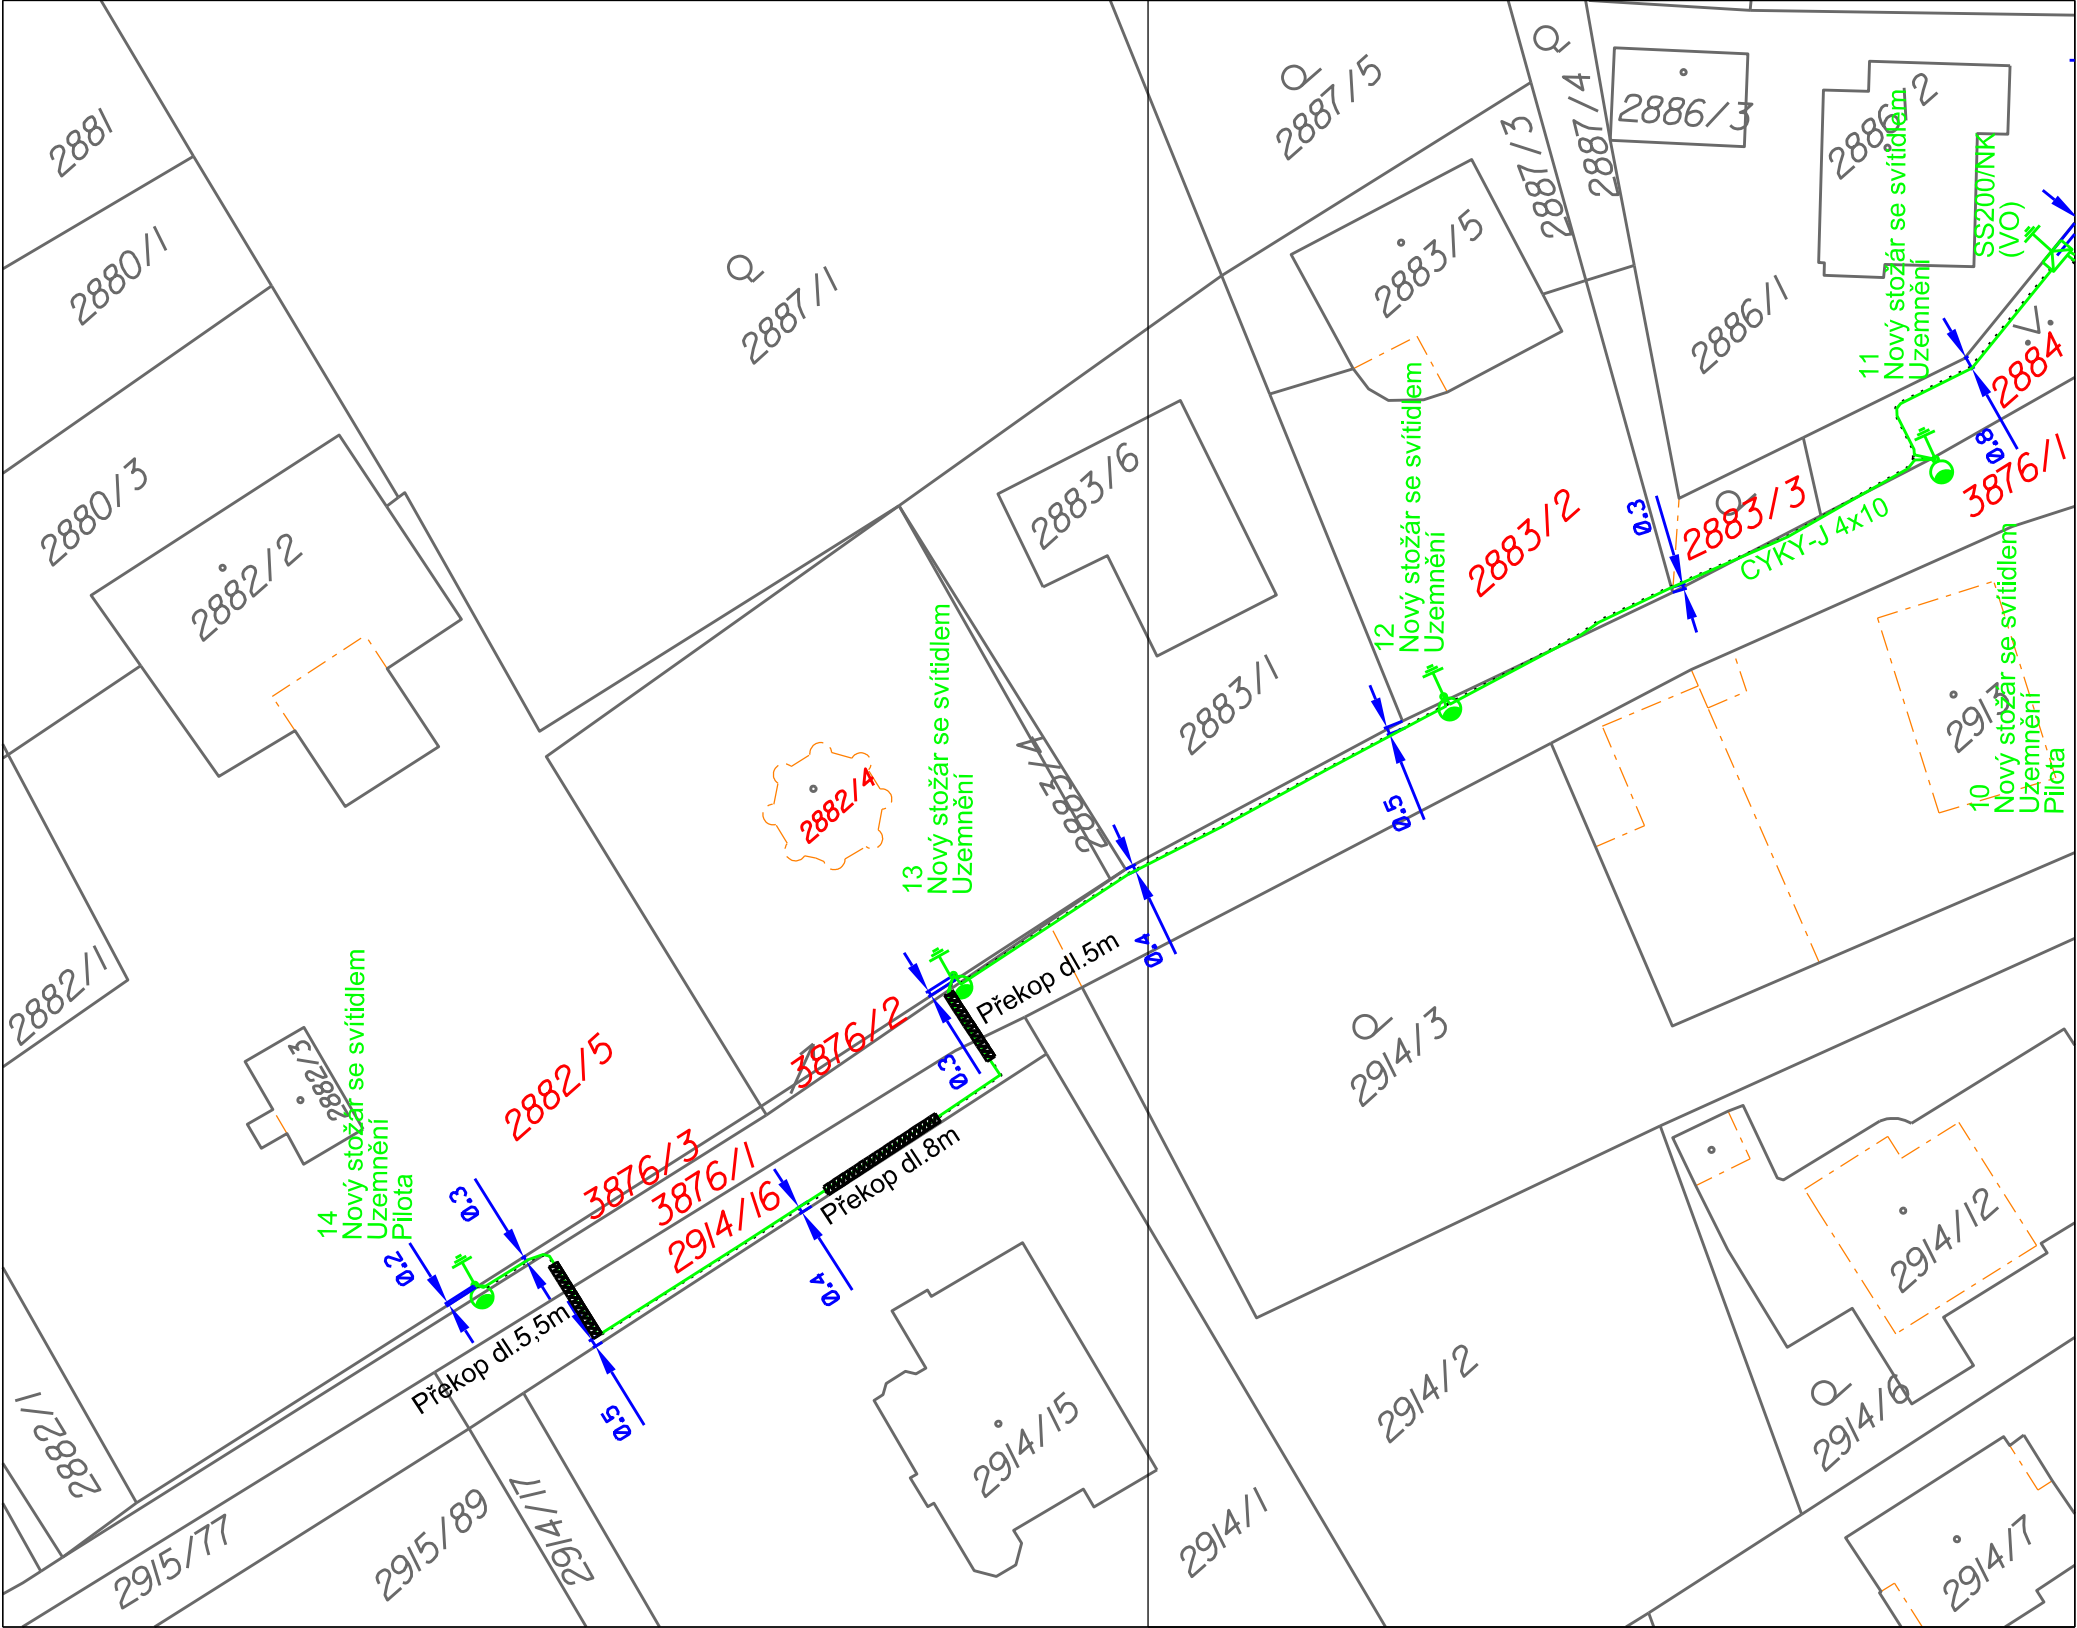 2881
2880/1
2880/3
2882/2
2882/1
2882/3
2882/1
2887/1
2887/5
2887/3
2887/4
2886/3
2886/2
2886/1
2883/5
2883/6
2883/1
2883/4
2883/2
2883/3
2884
3876/1
V.
11
Nový stožár se svítidlem
Uzemnění
SS200/NK
(VO)
12
Nový stožár se svítidlem
Uzemnění
CYKY-J 4x10
10
Nový stožár se svítidlem
Uzemnění
Pilota
13
Nový stožár se svítidlem
Uzemnění
14
Nový stožár se svítidlem
Uzemnění
Pilota
2882/4
2882/5
3876/2
3876/3
3876/1
2914/16
Překop dl.5m
Překop dl.8m
Překop dl.5,5m
0.8
0.3
0.5
0.4
0.3
0.4
0.3
0.2
0.5
2913
2914/3
2914/12
2914/2
2914/6
2914/7
2914/1
2914/15
2914/17
2915/89
2915/77